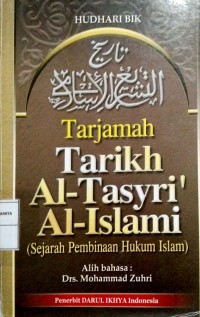 HUDHARI BIK
تاريخ
التشريع الإسلامي
Tarjamah
Tarikh
Al-Tasyri'
Al-Islami
(Sejarah Pembinaan Hukum Islam)
Alih bahasa :
Drs. Mohammad Zuhri
Penerbit DARUL IKHYA Indonesia